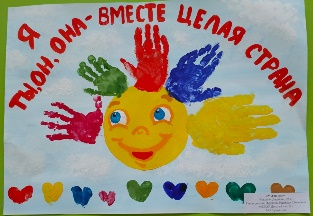 Я
ТЫ, ОН, ОНА- ВМЕСТЕ ЦЕЛАЯ СТРАНА